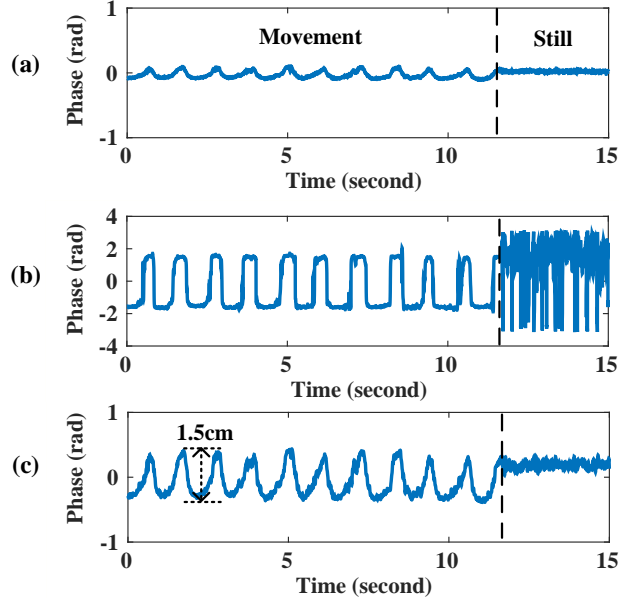 Movement Still
(a)
Phase (rad)
1
0
-1
0 5 10 15
Time (second)
(b)
Phase (rad)
4
2
0
-2
-4
0 5 10 15
Time (second)
(c)
Phase (rad)
1
0
-1
1.5cm
0 5 10 15
Time (second)